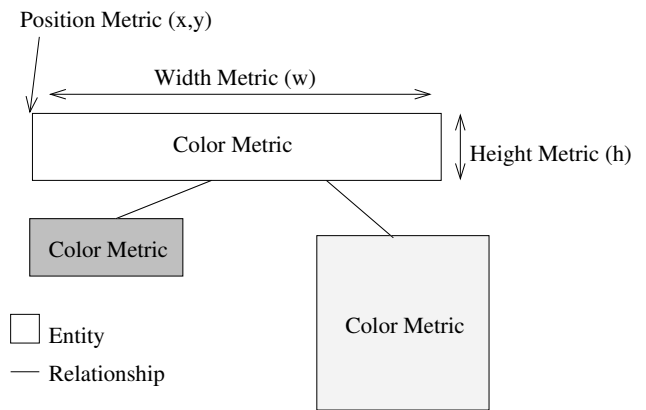 Position Metric (x,y)
Width Metric (w)
Color Metric
Height Metric (h)
Color Metric
Color Metric
Entity
Relationship